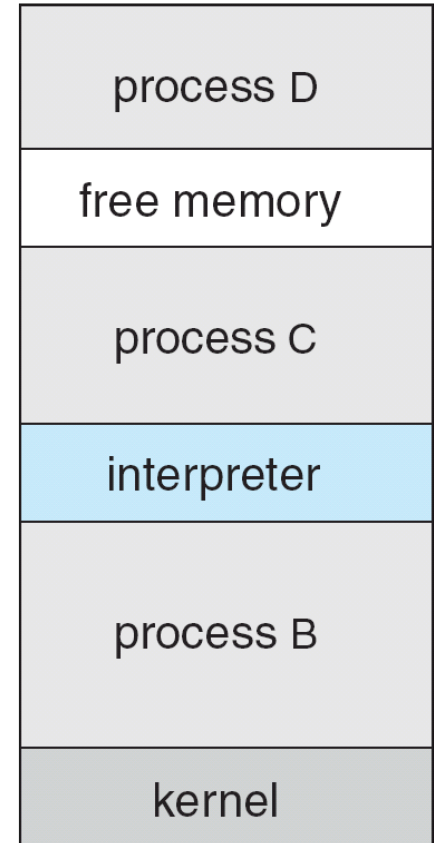 process D
free memory
process C
interpreter
process B
kernel